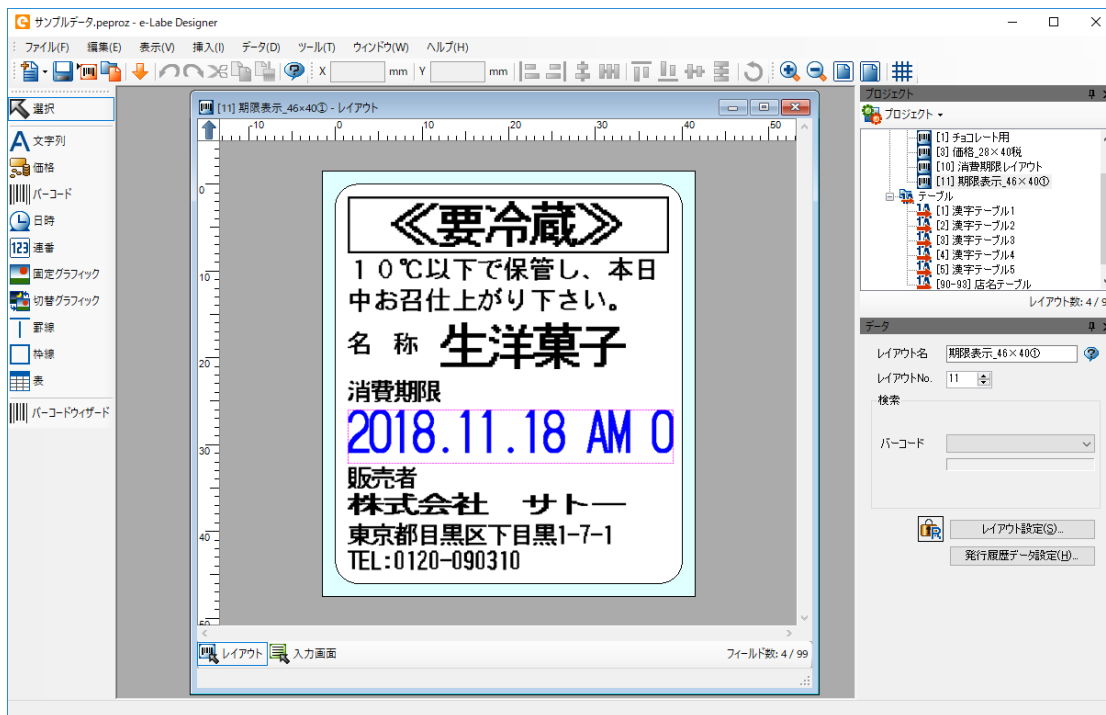 サンプルデータ.peproz - e-Labe Designer
ファイル(F) 編集(E) 表示(V) 挿入(I) データ(D) ツール(T) ウィンドウ(W) ヘルプ(H)
X mm Y mm
選択
文字列
価格
バーコード
日時
123 連番
固定グラフィック
切替グラフィック
罫線
枠線
表
バーコードウィザード
[11] 期限表示_46×40① - レイアウト
10 0 10 20 30 40 50
0
10
20
30
40
50
≪要冷蔵≫
10℃以下で保管し、本日
中お召仕上がり下さい。
名 称 生洋菓子
消費期限
2018.11.18 AM 0
販売者
株式会社 サトー
東京都目黒区下目黒1-7-1
TEL:0120-090310
レイアウト 入力画面
フィールド数: 4 / 99
プロジェクト
プロジェクト
[1] チョコレート用
[3] 価格_28×40税
[10] 消費期限レイアウト
[11] 期限表示_46×40①
テーブル
[1] 漢字テーブル1
[2] 漢字テーブル2
[3] 漢字テーブル3
[4] 漢字テーブル4
[5] 漢字テーブル5
[90-93] 店名テーブル
レイアウト数: 4 / 9
データ
レイアウト名 期限表示_46×40①
レイアウトNo. 11
検索
バーコード
レイアウト設定(S)...
発行履歴データ設定(H)...